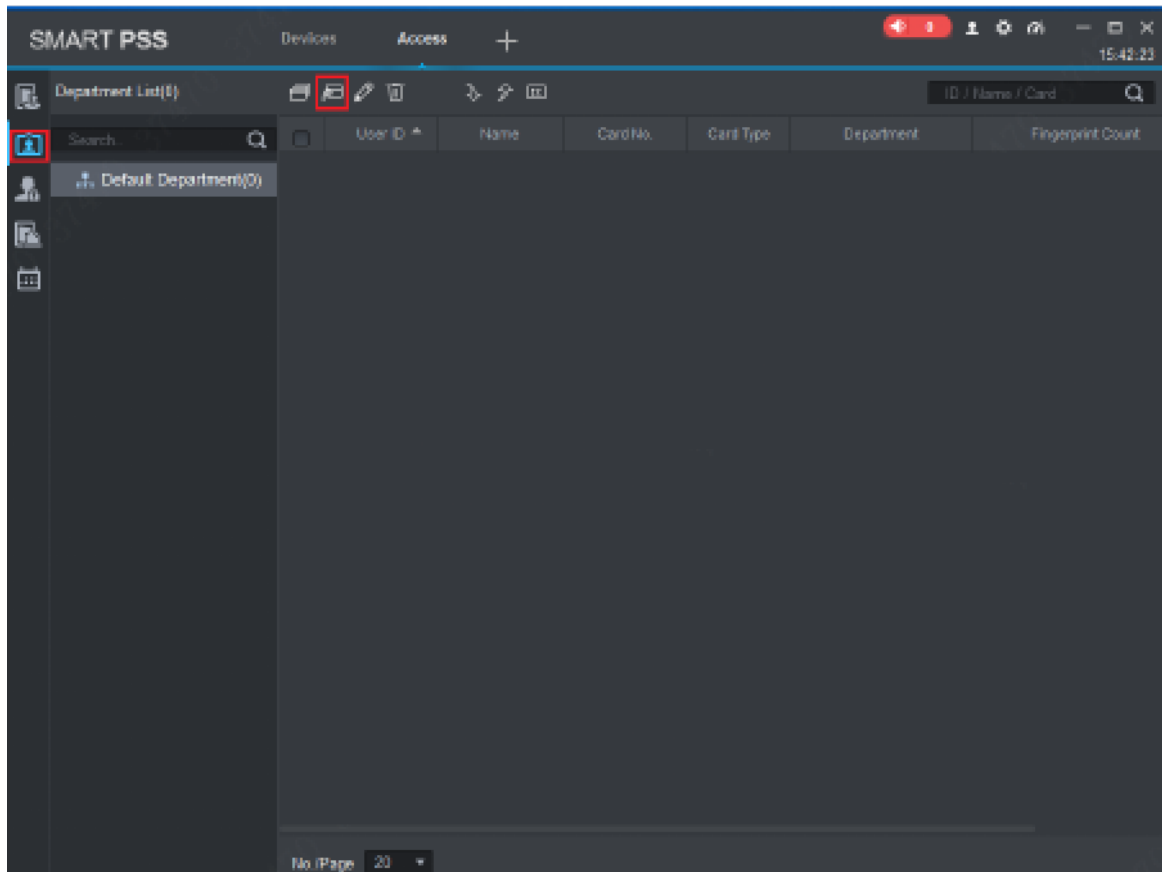 SMART PSS Devices Access
0
15:42:23
Department List(0) ID / Name / Card
Search... User ID Name Card No. Card Type Department Fingerprint Count
Default Department(0)
No./Page 20